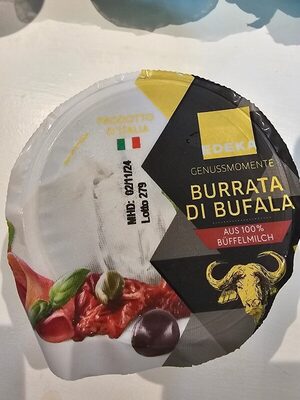 PRODOTTO
D'ITALIA
MHD: 02/11/24
Lotto 279
EDEKA
GENUSSMOMENTE
BURRATA
DI BUFALA
AUS 100%
BÜFFELMILCH